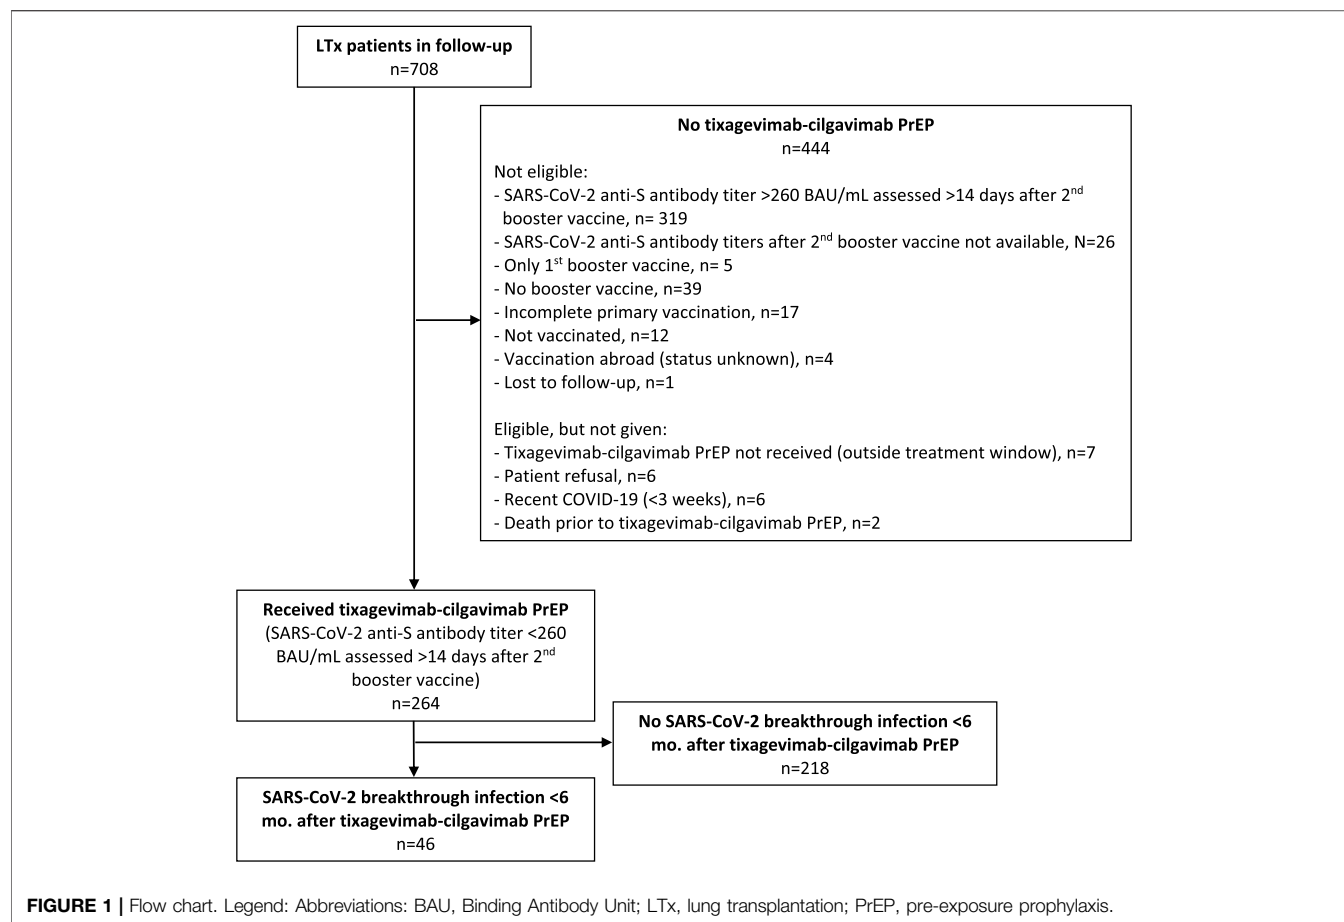 LTx patients in follow-up
n=708
No tixagevimab-cilgavimab PrEP
n=444
Not eligible:
- SARS-CoV-2 anti-S antibody titer >260 BAU/mL assessed >14 days after 2nd
booster vaccine, n= 319
- SARS-CoV-2 anti-S antibody titers after 2nd booster vaccine not available, N=26
- Only 1st booster vaccine, n= 5
- No booster vaccine, n=39
- Incomplete primary vaccination, n=17
- Not vaccinated, n=12
- Vaccination abroad (status unknown), n=4
- Lost to follow-up, n=1
Eligible, but not given:
- Tixagevimab-cilgavimab PrEP not received (outside treatment window), n=7
- Patient refusal, n=6
- Recent COVID-19 (<3 weeks), n=6
- Death prior to tixagevimab-cilgavimab PrEP, n=2
Received tixagevimab-cilgavimab PrEP
(SARS-CoV-2 anti-S antibody titer <260
BAU/mL assessed >14 days after 2nd
booster vaccine)
n=264
No SARS-CoV-2 breakthrough infection <6
mo. after tixagevimab-cilgavimab PrEP
n=218
SARS-CoV-2 breakthrough infection <6
mo. after tixagevimab-cilgavimab PrEP
n=46
FIGURE 1 | Flow chart. Legend: Abbreviations: BAU, Binding Antibody Unit; LTx, lung transplantation; PrEP, pre-exposure prophylaxis.